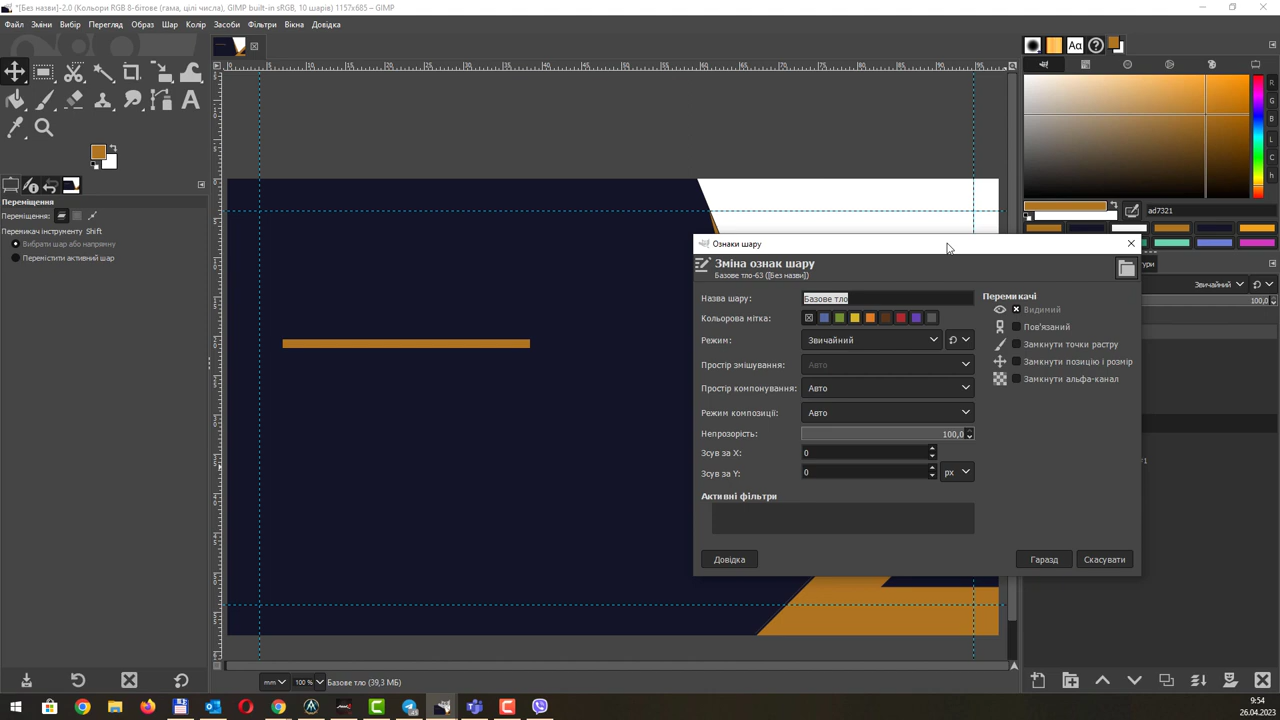 *[Без назви]-2.0 (Кольори RGB 8-бітове (гама, цілі числа), GIMP built-in sRGB, 10 шарів) 1157x685 – GIMP
Файл Зміни Вибір Перегляд Образ Шар Колір Засоби Фільтри Вікна Довідка
Переміщення
Переміщення:
Перемикач інструменту Shift
Вибрати шар або напрямну
Перемістити активний шар
ad7321
R
G
B
L
C
h
Звичайний
100,0
Ознаки шару
Зміна ознак шару
Базове тло-63 ([Без назви])
Назва шару: Базове тло
Кольорова мітка:
Режим: Звичайний
Простір змішування: Авто
Простір компонування: Авто
Режим композиції: Авто
Непрозорість: 100,0
Зсув за X: 0
Зсув за Y: 0 px
Активні фільтри
Перемикачі
Видимий
Пов'язаний
Замкнути точки растру
Замкнути позицію і розмір
Замкнути альфа-канал
Довідка Гаразд Скасувати
mm 100 % Базове тло (39,3 МБ)
9:54
26.04.2023